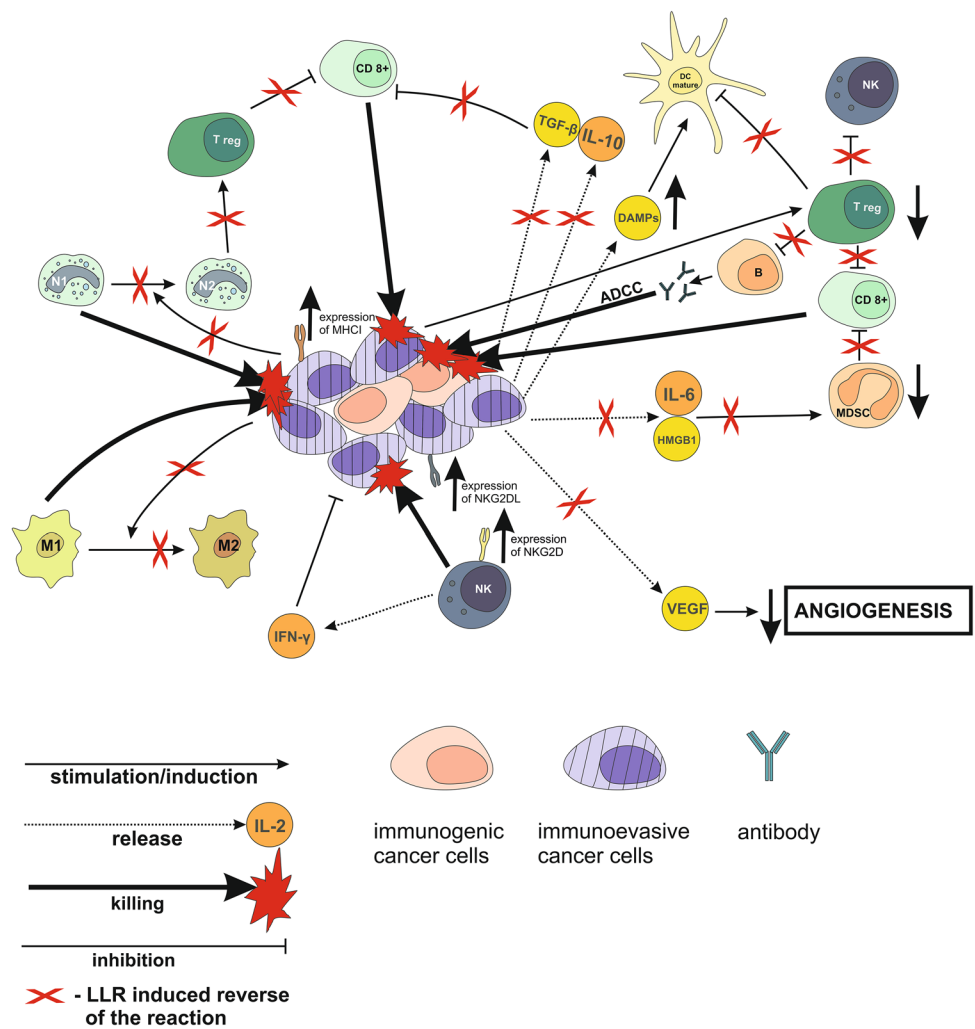 CD 8+
DC
mature
NK
TGF-β
IL-10
T reg
DAMPs
T reg
B
N1
N2
ADCC
CD 8+
expression
of MHCI
IL-6
HMGB1
MDSC
expression
of NKG2DL
expression
of NKG2D
M1
M2
NK
IFN-γ
VEGF
ANGIOGENESIS
stimulation/induction
release
IL-2
killing
inhibition
- LLR induced reverse
of the reaction
immunogenic
cancer cells
immunoevasive
cancer cells
antibody